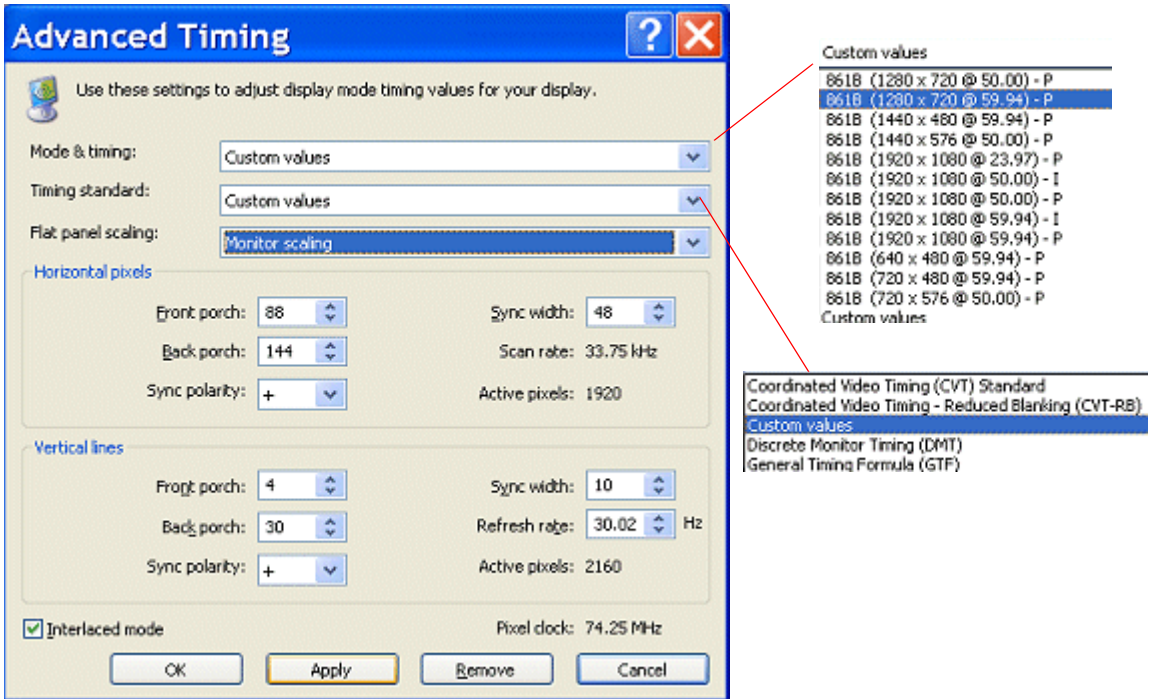 Advanced Timing
Use these settings to adjust display mode timing values for your display.
Mode & timing: Custom values
Timing standard: Custom values
Flat panel scaling: Monitor scaling
Horizontal pixels
Front porch: 88 Sync width: 48
Back porch: 144 Scan rate: 33.75 kHz
Sync polarity: + Active pixels: 1920
Vertical lines
Front porch: 4 Sync width: 10
Back porch: 30 Refresh rate: 30.02 Hz
Sync polarity: + Active pixels: 2160
Interlaced mode Pixel clock: 74.25 MHz
OK Apply Remove Cancel
Custom values
861B (1280 x 720 @ 50.00) - P
861B (1280 x 720 @ 59.94) - P
861B (1440 x 480 @ 59.94) - P
861B (1440 x 576 @ 50.00) - P
861B (1920 x 1080 @ 23.97) - P
861B (1920 x 1080 @ 50.00) - I
861B (1920 x 1080 @ 50.00) - P
861B (1920 x 1080 @ 59.94) - I
861B (1920 x 1080 @ 59.94) - P
861B (640 x 480 @ 59.94) - P
861B (720 x 480 @ 59.94) - P
861B (720 x 576 @ 50.00) - P
Custom values
Coordinated Video Timing (CVT) Standard
Coordinated Video Timing - Reduced Blanking (CVT-RB)
Custom values
Discrete Monitor Timing (DMT)
General Timing Formula (GTF)